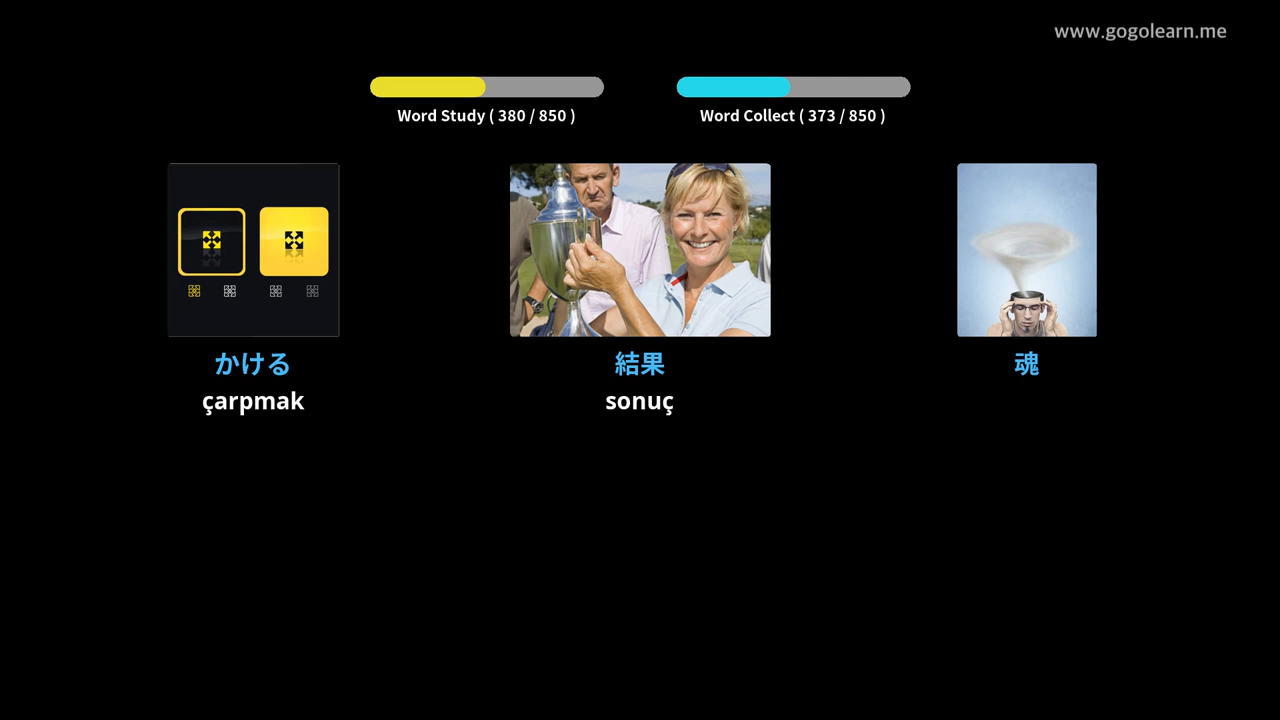 www.gogolearn.me
Word Study ( 380 / 850 )
Word Collect ( 373 / 850 )
かける
çarpmak
結果
sonuç
魂